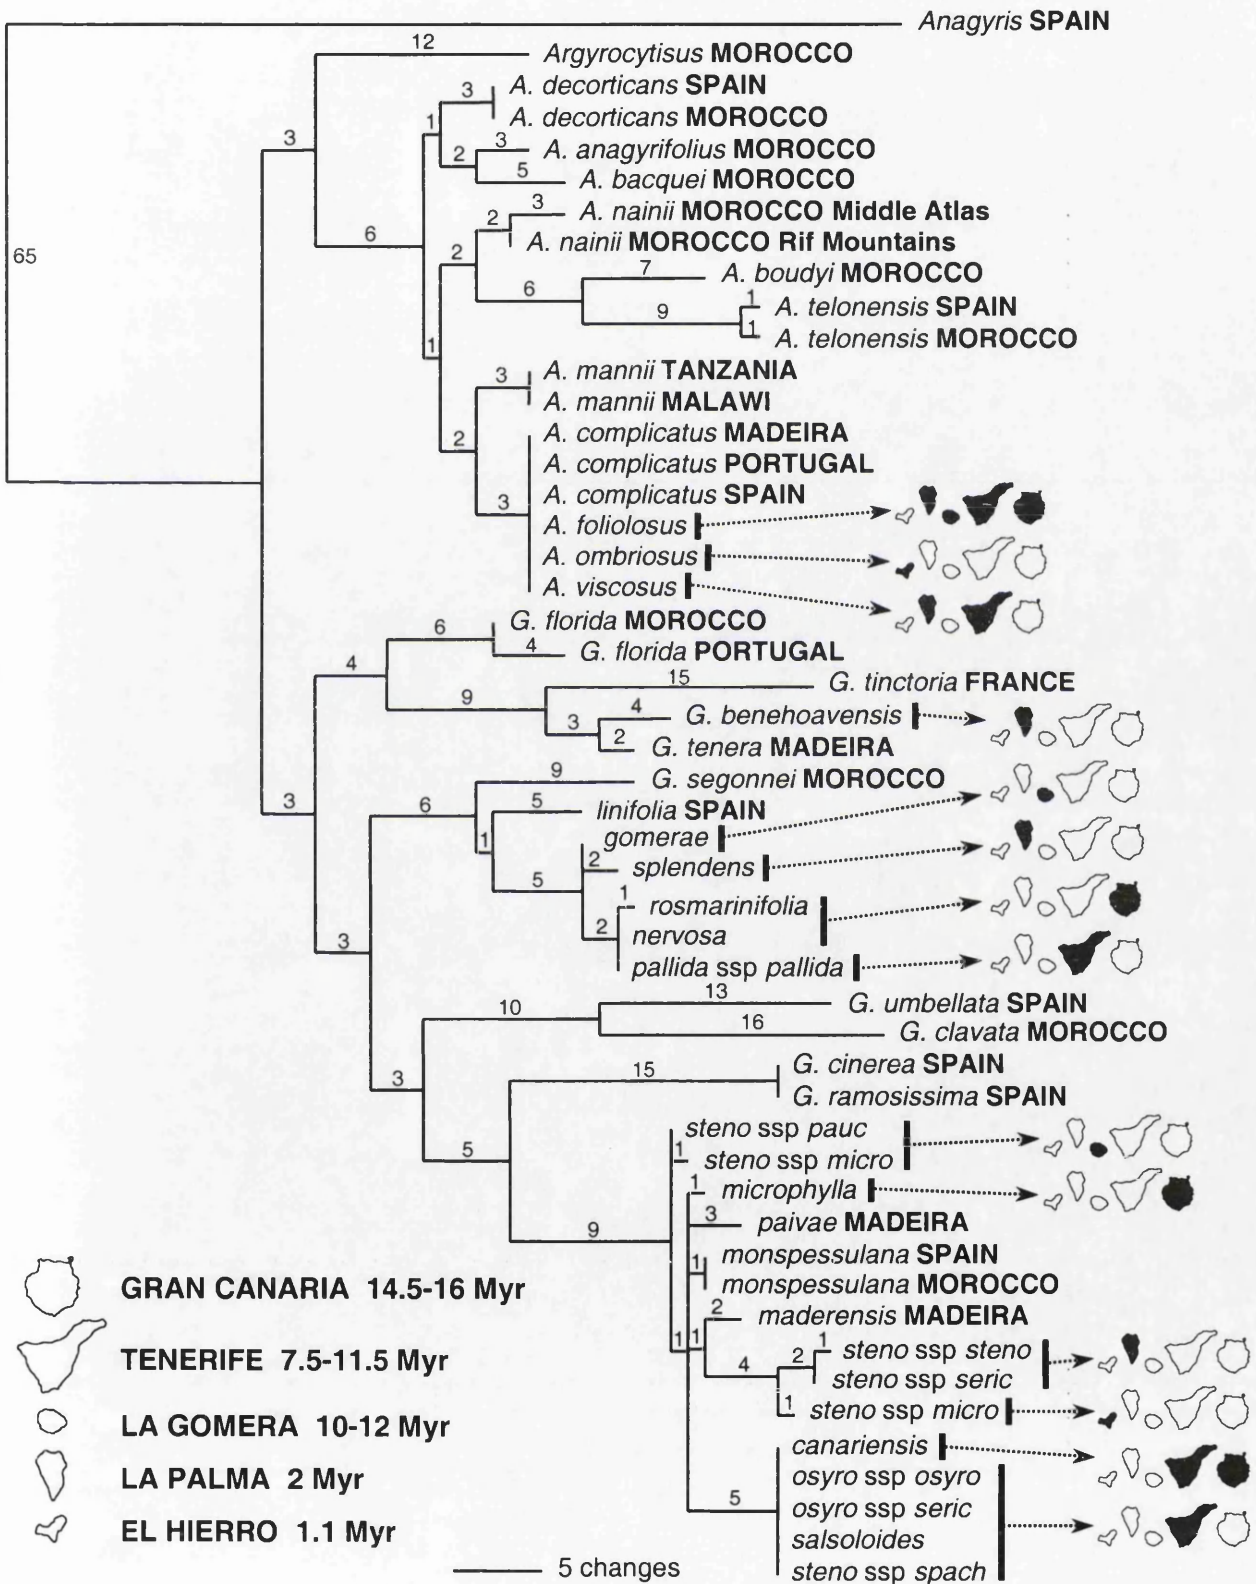 Anagyris SPAIN
12
Argyrocytisus MOROCCO
3
A. decorticans SPAIN
A. decorticans MOROCCO
3
1
3
A. anagyrifolius MOROCCO
2
5
A. bacquei MOROCCO
3
A. nainii MOROCCO Middle Atlas
2
A. nainii MOROCCO Rif Mountains
6
2
65
7
A. boudyi MOROCCO
6
1
A. telonensis SPAIN
9
1
A. telonensis MOROCCO
1
3
A. mannii TANZANIA
A. mannii MALAWI
A. complicatus MADEIRA
2
A. complicatus PORTUGAL
A. complicatus SPAIN
3
A. foliolosus
A. ombriosus
A. viscosus
G. florida MOROCCO
6
4
G. florida PORTUGAL
4
15
G. tinctoria FRANCE
9
4
G. benehoavensis
3
2
G. tenera MADEIRA
9
G. segonnei MOROCCO
3
6
5
linifolia SPAIN
gomerae
1
2
splendens
5
1
rosmarinifolia
2
nervosa
3
pallida ssp pallida
13
G. umbellata SPAIN
10
16
G. clavata MOROCCO
3
15
G. cinerea SPAIN
G. ramosissima SPAIN
steno ssp pauc
5
1
steno ssp micro
1
microphylla
9
3
paivae MADEIRA
monspessulana SPAIN
1
monspessulana MOROCCO
2
maderensis MADEIRA
1
1
1
steno ssp steno
4
2
steno ssp seric
1
steno ssp micro
canariensis
osyro ssp osyro
5
osyro ssp seric
salsoloides
steno ssp spach
GRAN CANARIA 14.5-16 Myr
TENERIFE 7.5-11.5 Myr
LA GOMERA 10-12 Myr
LA PALMA 2 Myr
EL HIERRO 1.1 Myr
5 changes